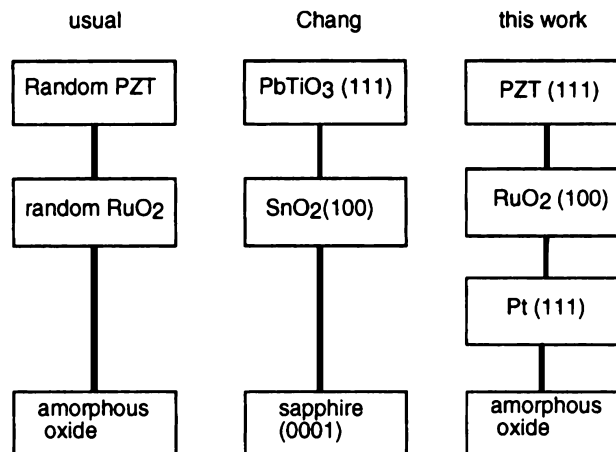 usual Chang this work
Random PZT PbTiO₃ (111) PZT (111)
random RuO₂ SnO₂(100) RuO₂ (100)
Pt (111)
amorphous oxide sapphire (0001) amorphous oxide